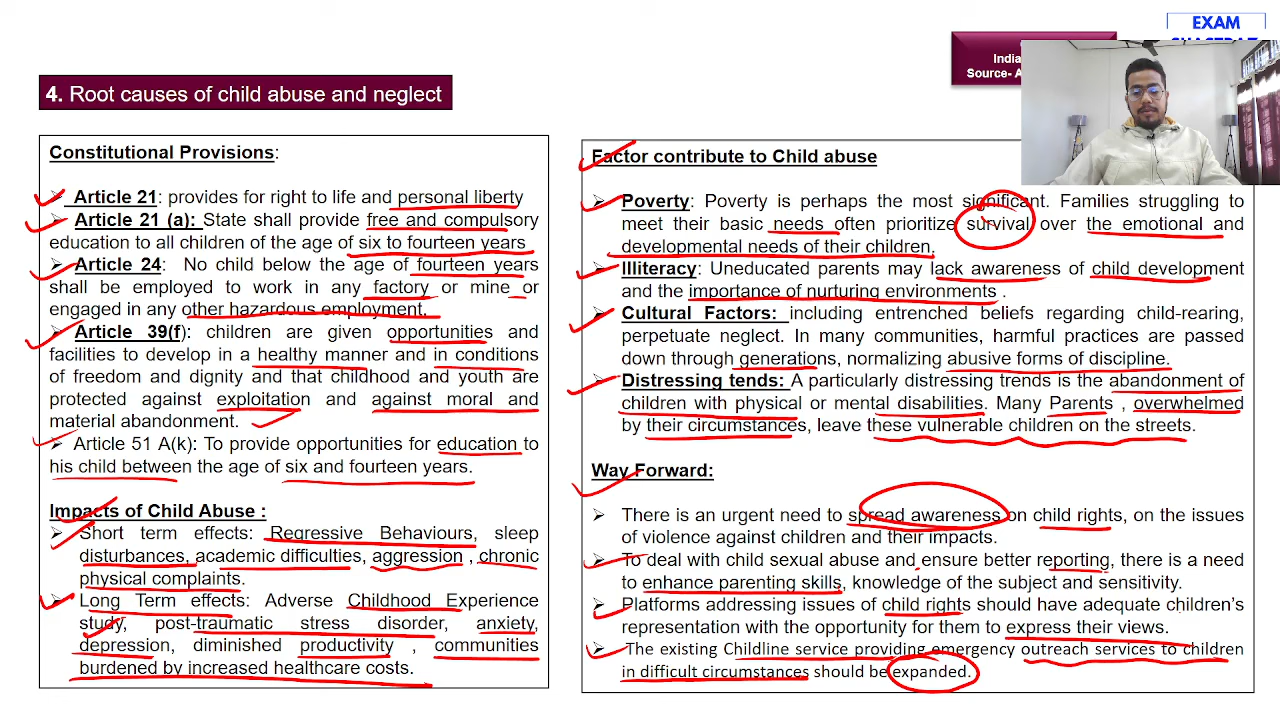 EXAM
India
Source- A
4. Root causes of child abuse and neglect
Constitutional Provisions:
➢ Article 21: provides for right to life and personal liberty
➢ Article 21 (a): State shall provide free and compulsory
education to all children of the age of six to fourteen years
➢ Article 24: No child below the age of fourteen years
shall be employed to work in any factory or mine or
engaged in any other hazardous employment.
➢ Article 39(f): children are given opportunities and
facilities to develop in a healthy manner and in conditions
of freedom and dignity and that childhood and youth are
protected against exploitation and against moral and
material abandonment.
➢ Article 51 A(k): To provide opportunities for education to
his child between the age of six and fourteen years.
Impacts of Child Abuse :
➢ Short term effects: Regressive Behaviours, sleep
disturbances, academic difficulties, aggression , chronic
physical complaints.
➢ Long Term effects: Adverse Childhood Experience
study, post-traumatic stress disorder, anxiety,
depression, diminished productivity , communities
burdened by increased healthcare costs.
Factor contribute to Child abuse
➢ Poverty: Poverty is perhaps the most significant. Families struggling to
meet their basic needs often prioritize survival over the emotional and
developmental needs of their children.
➢ Illiteracy: Uneducated parents may lack awareness of child development
and the importance of nurturing environments .
➢ Cultural Factors: including entrenched beliefs regarding child-rearing,
perpetuate neglect. In many communities, harmful practices are passed
down through generations, normalizing abusive forms of discipline.
➢ Distressing tends: A particularly distressing trends is the abandonment of
children with physical or mental disabilities. Many Parents , overwhelmed
by their circumstances, leave these vulnerable children on the streets.
Way Forward:
➢ There is an urgent need to spread awareness on child rights, on the issues
of violence against children and their impacts.
➢ To deal with child sexual abuse and ensure better reporting, there is a need
to enhance parenting skills, knowledge of the subject and sensitivity.
➢ Platforms addressing issues of child rights should have adequate children's
representation with the opportunity for them to express their views.
➢ The existing Childline service providing emergency outreach services to children
in difficult circumstances should be expanded.